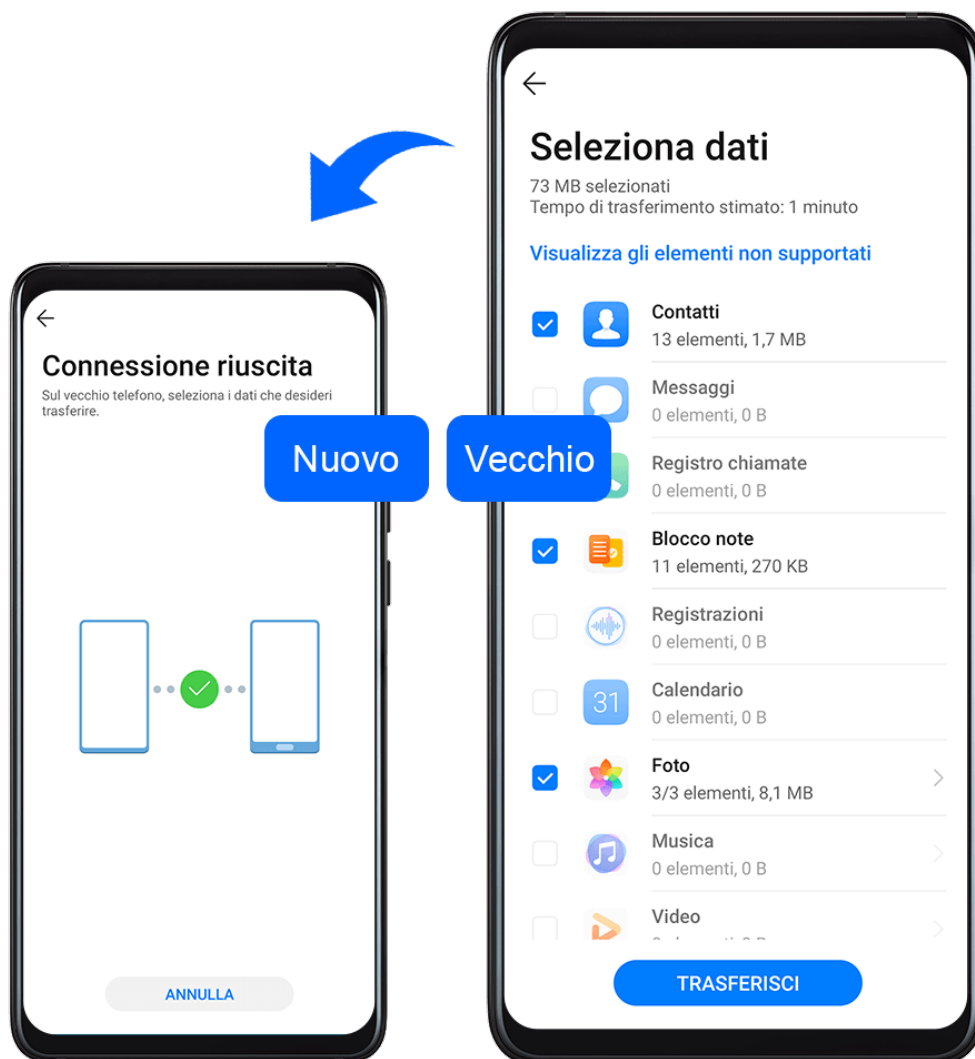 Connessione riuscita
Sul vecchio telefono, seleziona i dati che desideri
trasferire.
Nuovo
ANNULLA
Vecchio
Seleziona dati
73 MB selezionati
Tempo di trasferimento stimato: 1 minuto
Visualizza gli elementi non supportati
Contatti
13 elementi, 1,7 MB
Messaggi
0 elementi, 0 B
Registro chiamate
0 elementi, 0 B
Blocco note
11 elementi, 270 KB
Registrazioni
0 elementi, 0 B
31
Calendario
0 elementi, 0 B
Foto
3/3 elementi, 8,1 MB
Musica
0 elementi, 0 B
Video
TRASFERISCI